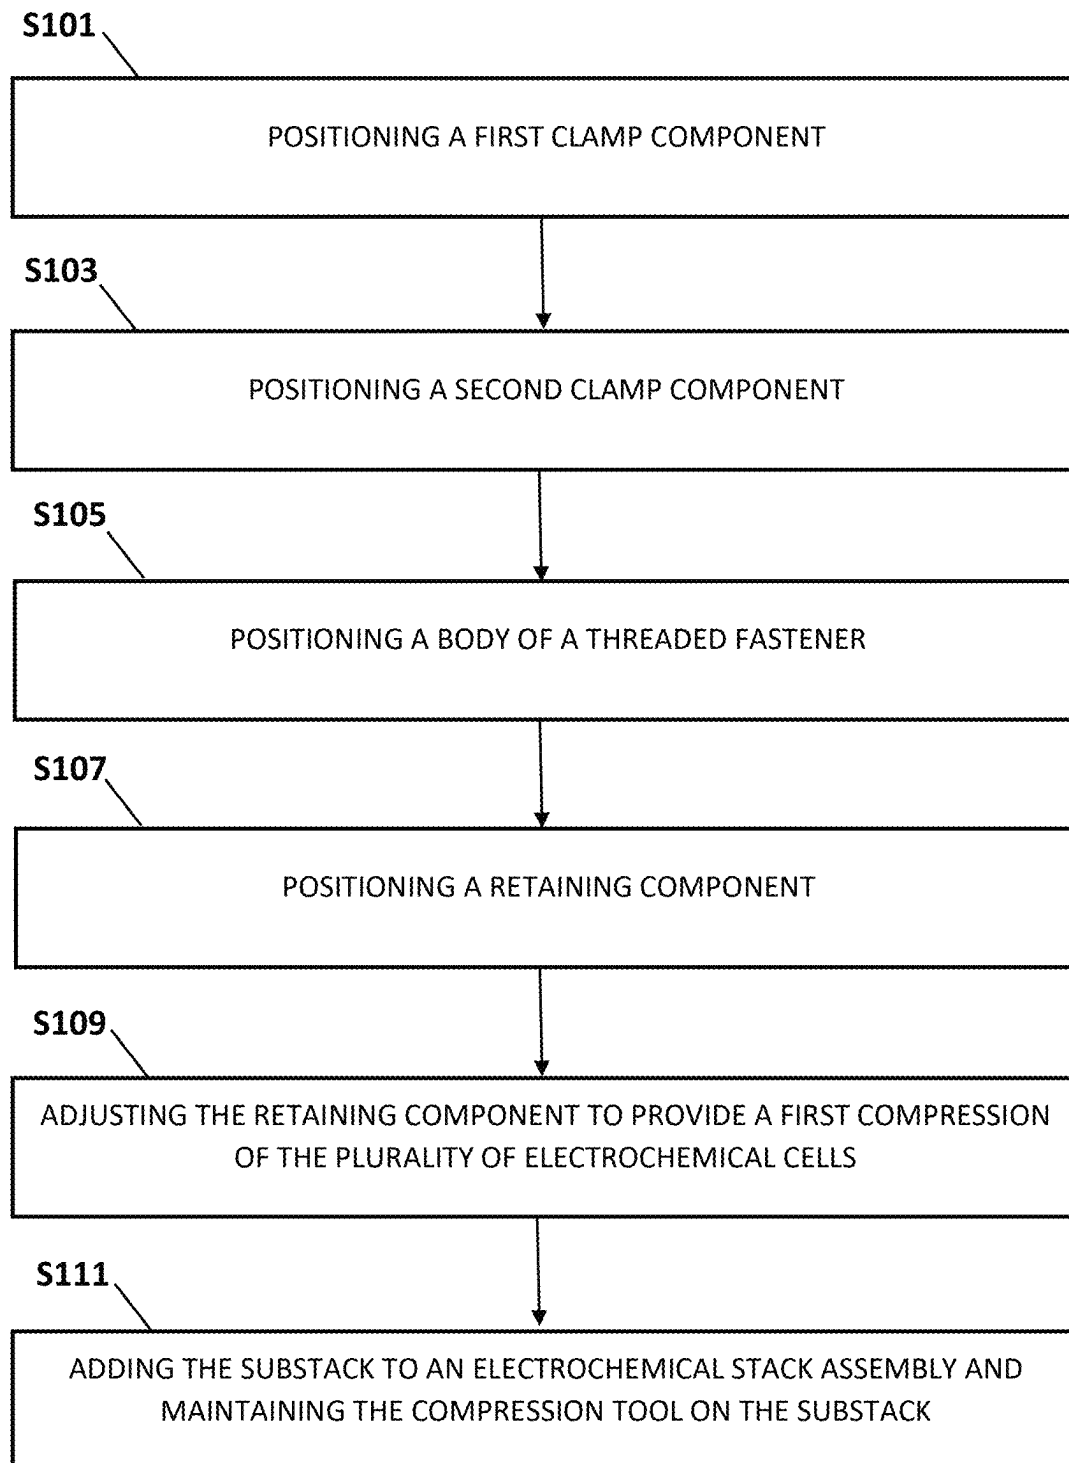 S101
POSITIONING A FIRST CLAMP COMPONENT
S103
POSITIONING A SECOND CLAMP COMPONENT
S105
POSITIONING A BODY OF A THREADED FASTENER
S107
POSITIONING A RETAINING COMPONENT
S109
ADJUSTING THE RETAINING COMPONENT TO PROVIDE A FIRST COMPRESSION
OF THE PLURALITY OF ELECTROCHEMICAL CELLS
S111
ADDING THE SUBSTACK TO AN ELECTROCHEMICAL STACK ASSEMBLY AND
MAINTAINING THE COMPRESSION TOOL ON THE SUBSTACK